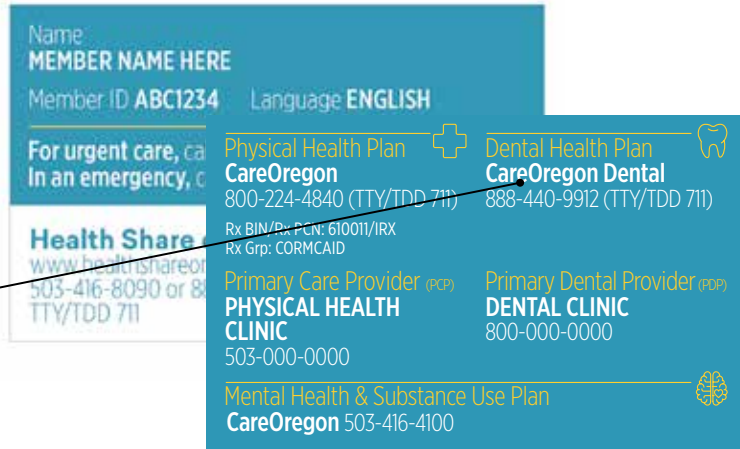 Name
MEMBER NAME HERE
Member ID ABC1234 Language ENGLISH
For urgent care, ca
In an emergency, c
Health Share
www.healthshareor
503-416-8090 or 8
TTY/TDD 711
Physical Health Plan
CareOregon
800-224-4840 (TTY/TDD 711)
Rx BIN/Rx PCN: 610011/IRX
Rx Grp: CORMCAID
Dental Health Plan
CareOregon Dental
888-440-9912 (TTY/TDD 711)
Primary Care Provider (PCP)
PHYSICAL HEALTH
CLINIC
503-000-0000
Primary Dental Provider (PDP)
DENTAL CLINIC
800-000-0000
Mental Health & Substance Use Plan
CareOregon 503-416-4100